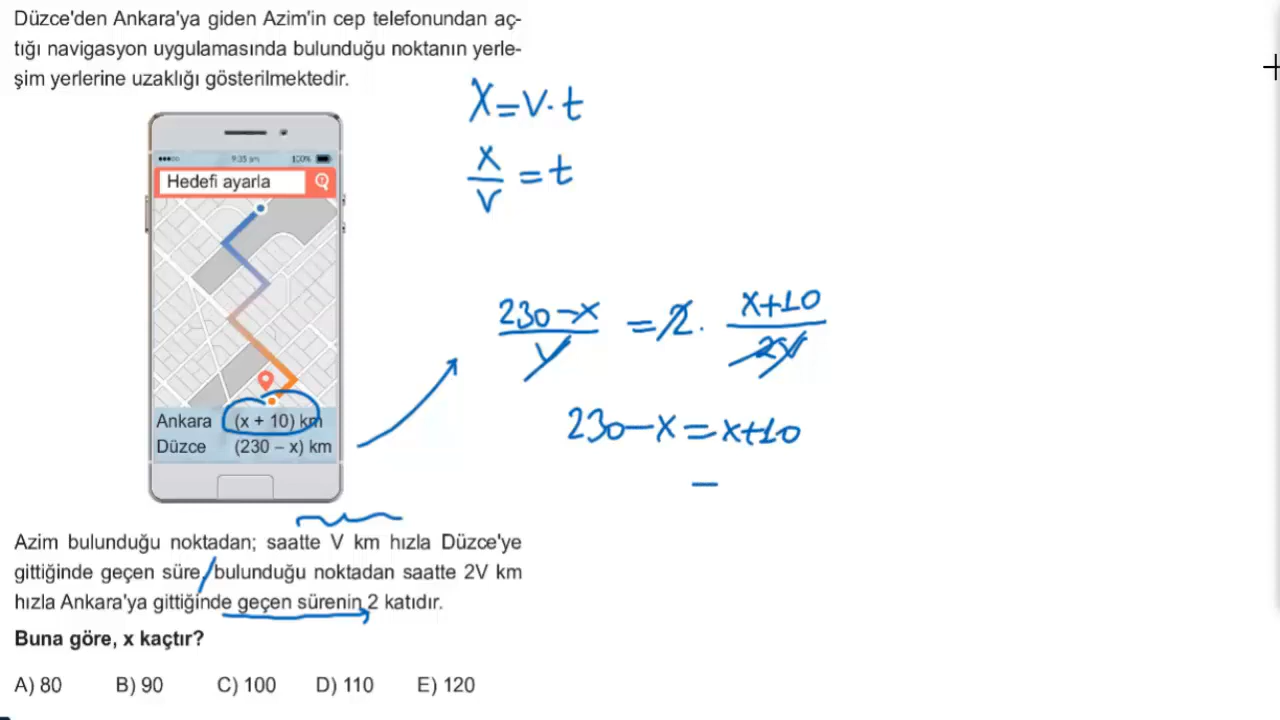 Düzce'den Ankara'ya giden Azim'in cep telefonundan aç-
tığı navigasyon uygulamasında bulunduğu noktanın yerle-
şim yerlerine uzaklığı gösterilmektedir.
X = V · t
x/v = t
9:35 am 100%
Hedefi ayarla
230 - x / V = 2 · x+10 / 2V
Ankara (x + 10) km
Düzce (230 – x) km
230 - x = x+10
Azim bulunduğu noktadan; saatte V km hızla Düzce'ye
gittiğinde geçen süre, bulunduğu noktadan saatte 2V km
hızla Ankara'ya gittiğinde geçen sürenin 2 katıdır.
Buna göre, x kaçtır?
A) 80 B) 90 C) 100 D) 110 E) 120